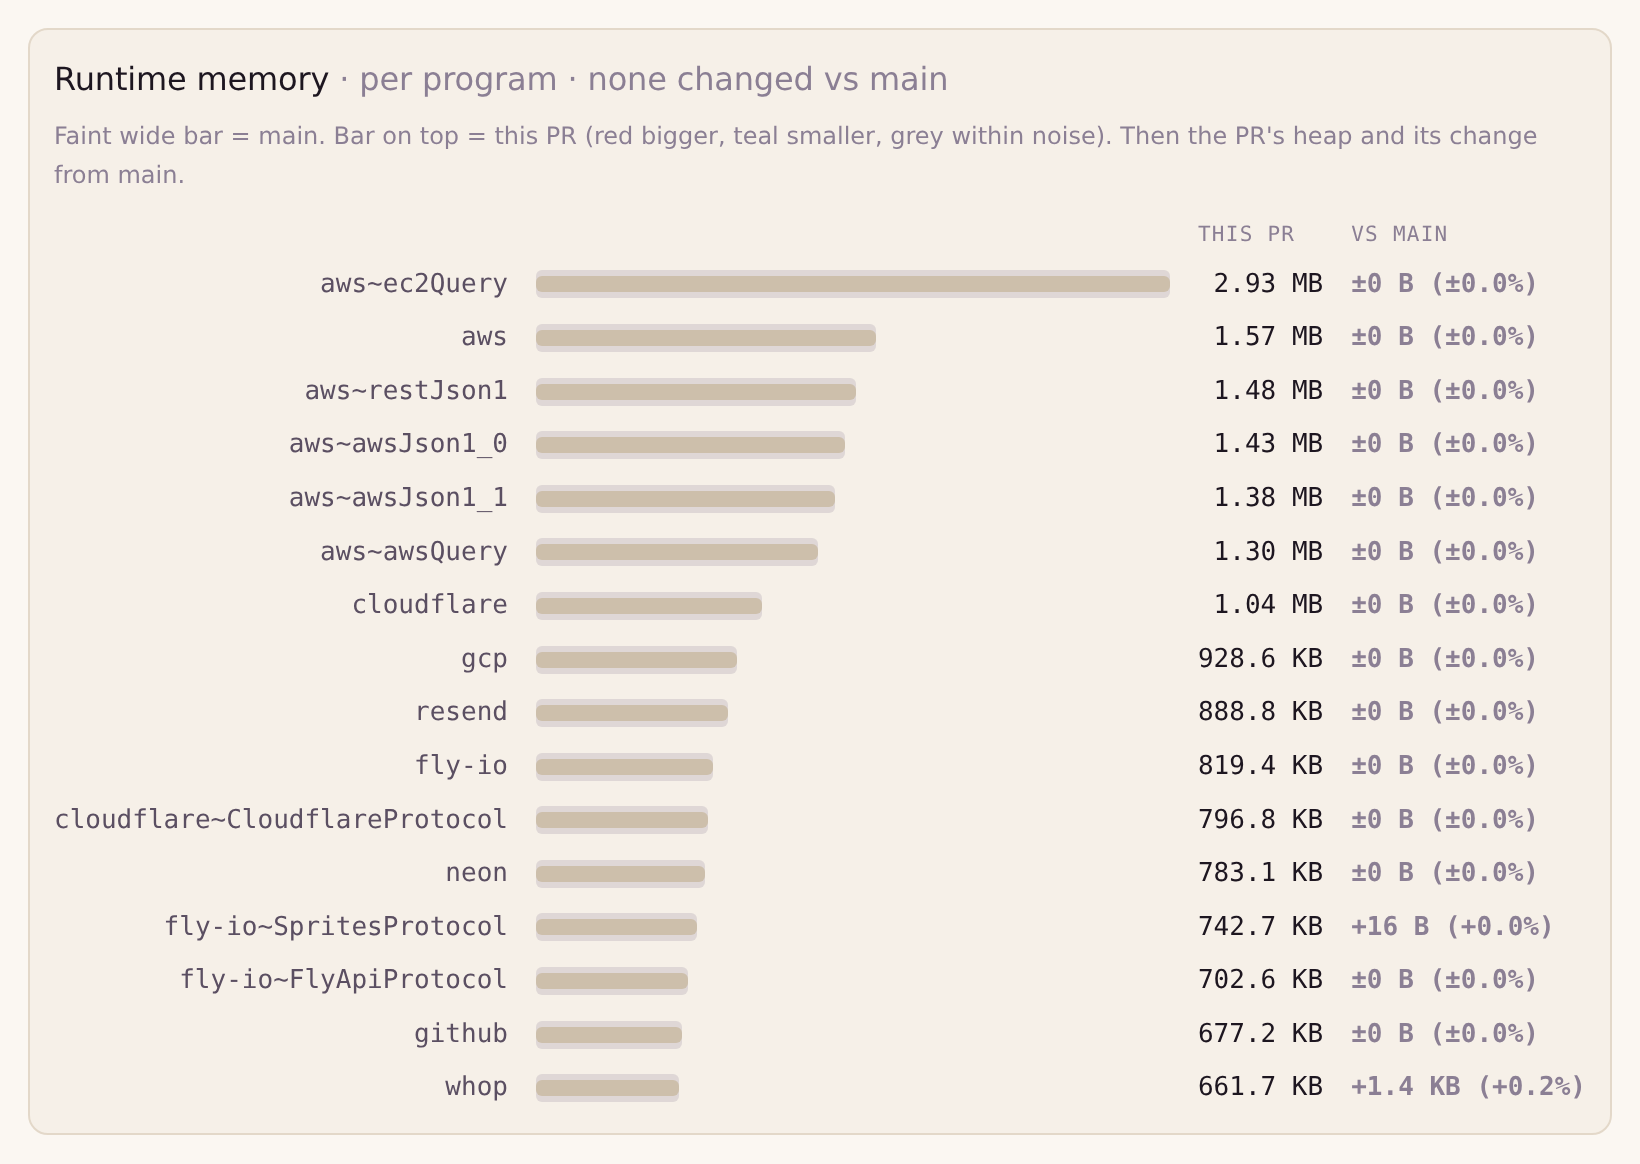 Runtime memory · per program · none changed vs main
Faint wide bar = main. Bar on top = this PR (red bigger, teal smaller, grey within noise). Then the PR's heap and its change
from main.
THIS PR VS MAIN
aws~ec2Query 2.93 MB ±0 B (±0.0%)
aws 1.57 MB ±0 B (±0.0%)
aws~restJson1 1.48 MB ±0 B (±0.0%)
aws~awsJson1_0 1.43 MB ±0 B (±0.0%)
aws~awsJson1_1 1.38 MB ±0 B (±0.0%)
aws~awsQuery 1.30 MB ±0 B (±0.0%)
cloudflare 1.04 MB ±0 B (±0.0%)
gcp 928.6 KB ±0 B (±0.0%)
resend 888.8 KB ±0 B (±0.0%)
fly-io 819.4 KB ±0 B (±0.0%)
cloudflare~CloudflareProtocol 796.8 KB ±0 B (±0.0%)
neon 783.1 KB ±0 B (±0.0%)
fly-io~SpritesProtocol 742.7 KB +16 B (+0.0%)
fly-io~FlyApiProtocol 702.6 KB ±0 B (±0.0%)
github 677.2 KB ±0 B (±0.0%)
whop 661.7 KB +1.4 KB (+0.2%)